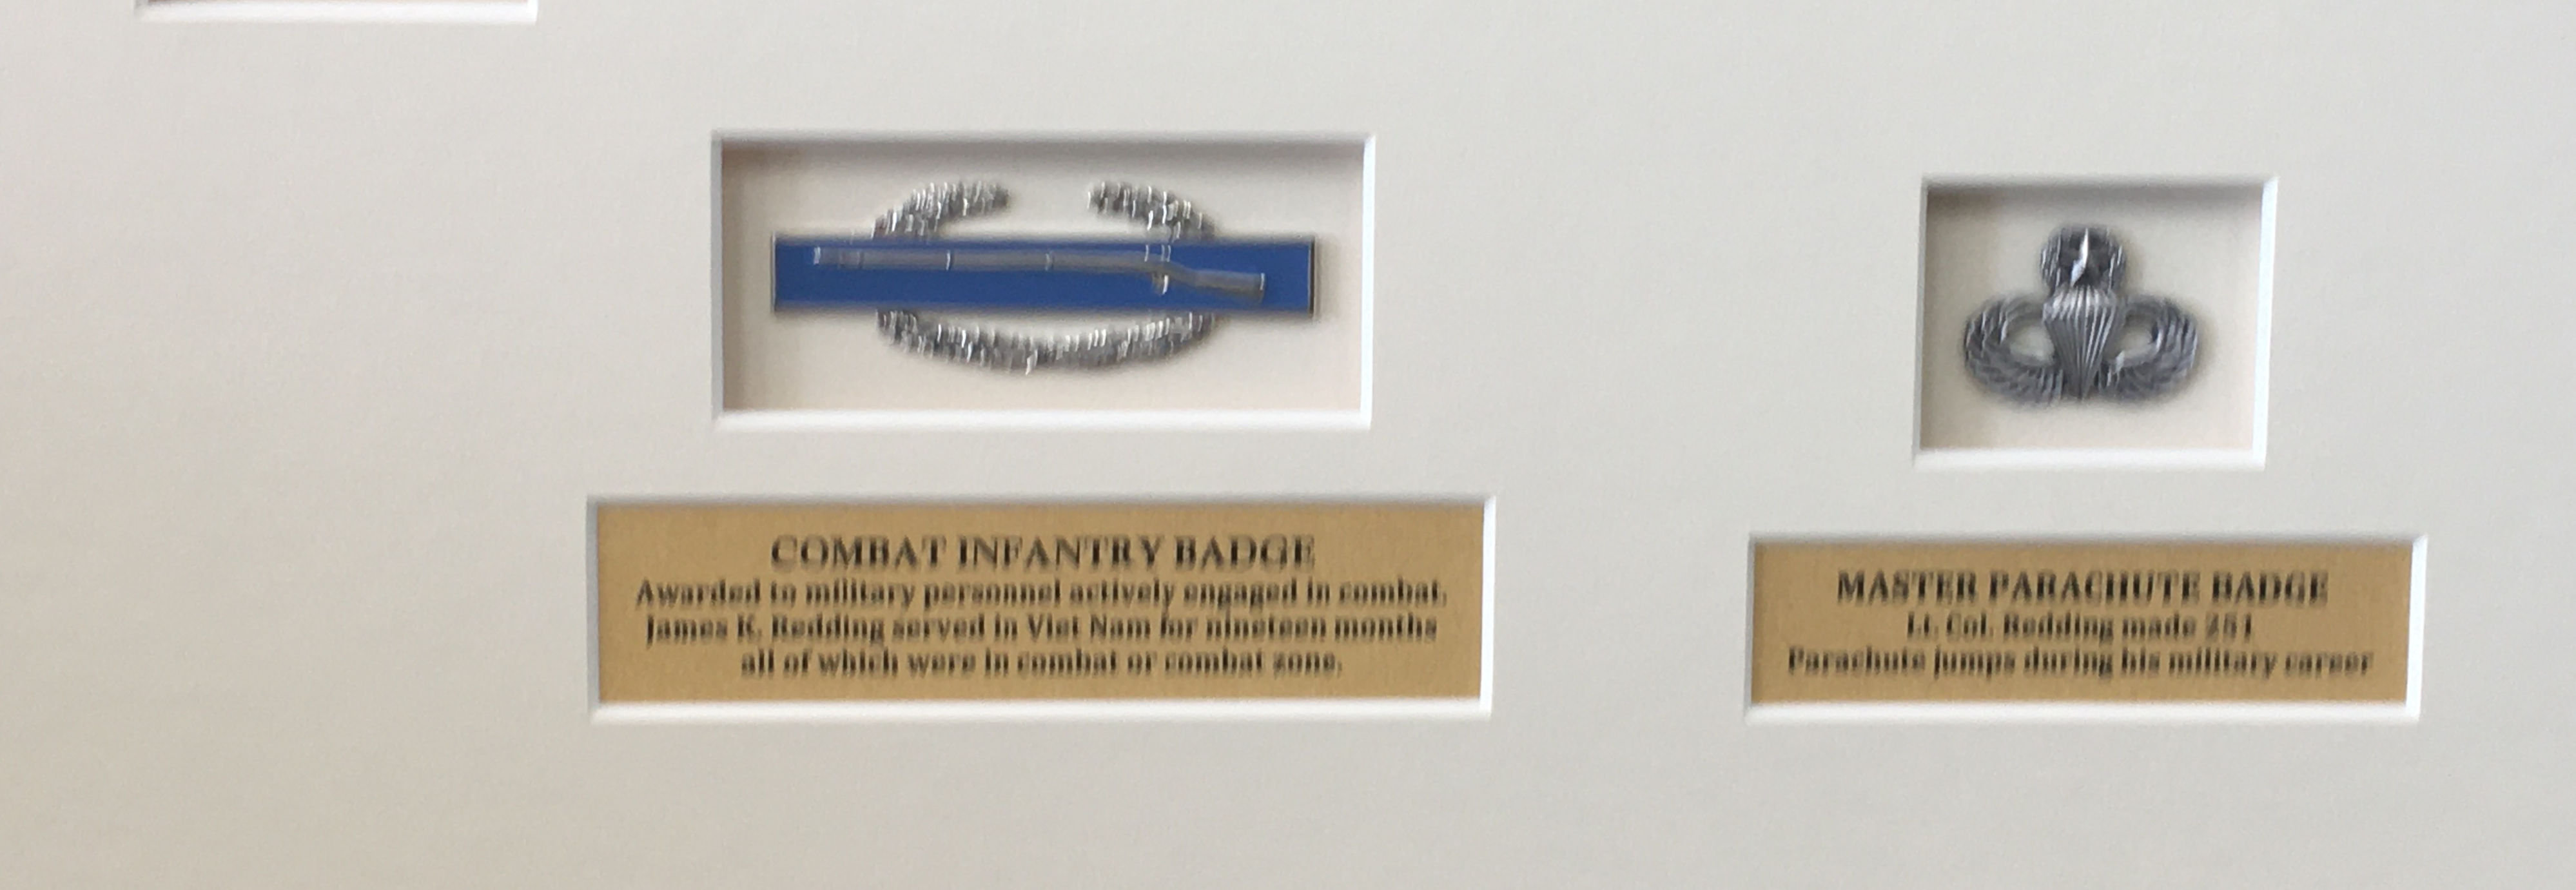 COMBAT INFANTRY BADGE
Awarded to military personnel actively engaged in combat.
James K. Redding served in Viet Nam for nineteen months
all of which were in combat or combat zone.
MASTER PARACHUTE BADGE
Lt. Col. Redding made 251
Parachute jumps during his military career